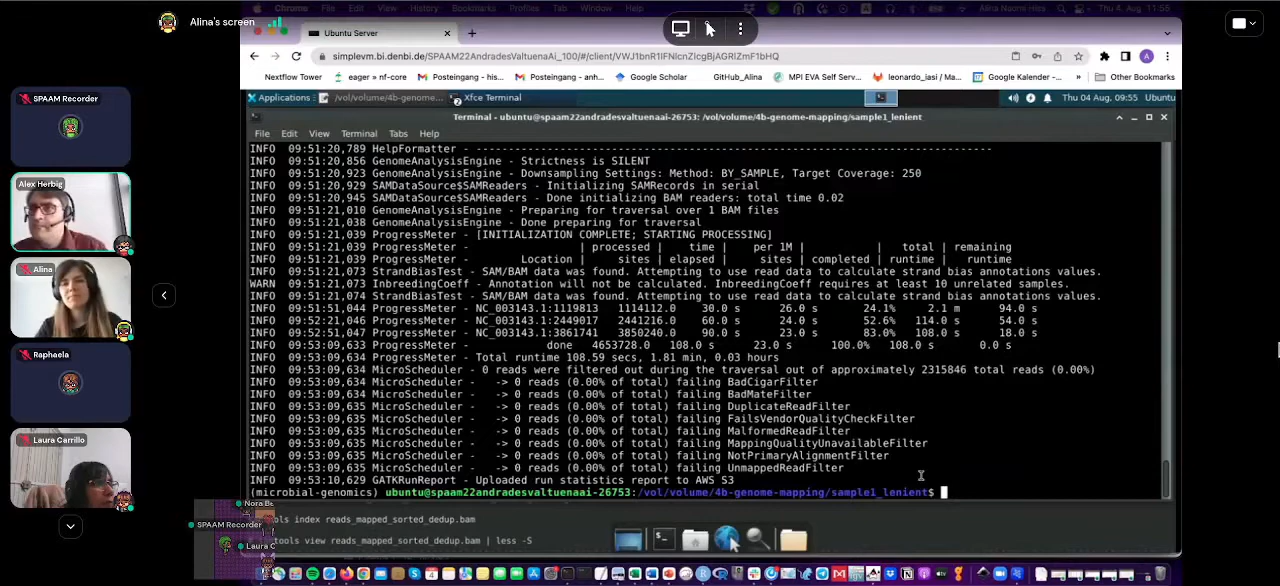 Alina's screen
Chrome File Edit View History Bookmarks Profiles Tab Window Help
Alina Naomi Hiss Thu 4. Aug 11:55
Ubuntu Server
simplevm.bi.denbi.de/SPAAM22AndradesValtuenaAi_100/#/client/
Nextflow Tower eager » nf-core Posteingang - his... Posteingang - anh... Google Scholar GitHub_Alina MPI EVA Self Serv... leonardo_iasi / Ma... Google Kalender -... » Other Bookmarks
Applications /vol/volume/4b-genome... Xfce Terminal Thu 04 Aug, 09:55 Ubuntu
Terminal - ubuntu@spaam22andradesvaltuenaai-26753: /vol/volume/4b-genome-mapping/sample1_lenient
File Edit View Terminal Tabs Help
INFO 09:51:20,789 HelpFormatter - --------------------------------------------------------------------------------
INFO 09:51:20,856 GenomeAnalysisEngine - Strictness is SILENT
INFO 09:51:20,923 GenomeAnalysisEngine - Downsampling Settings: Method: BY_SAMPLE, Target Coverage: 250
INFO 09:51:20,929 SAMDataSource$SAMReaders - Initializing SAMRecords in serial
INFO 09:51:20,945 SAMDataSource$SAMReaders - Done initializing BAM readers: total time 0.02
INFO 09:51:21,010 GenomeAnalysisEngine - Preparing for traversal over 1 BAM files
INFO 09:51:21,038 GenomeAnalysisEngine - Done preparing for traversal
INFO 09:51:21,039 ProgressMeter - [INITIALIZATION COMPLETE; STARTING PROCESSING]
INFO 09:51:21,039 ProgressMeter - | processed | time | per 1M | | total | remaining
INFO 09:51:21,039 ProgressMeter - Location | sites | elapsed | sites | completed | runtime | runtime
INFO 09:51:21,073 StrandBiasTest - SAM/BAM data was found. Attempting to use read data to calculate strand bias annotations values.
WARN 09:51:21,073 InbreedingCoeff - Annotation will not be calculated. InbreedingCoeff requires at least 10 unrelated samples.
INFO 09:51:21,074 StrandBiasTest - SAM/BAM data was found. Attempting to use read data to calculate strand bias annotations values.
INFO 09:51:51,044 ProgressMeter - NC_003143.1:1119813 1114112.0 30.0 s 26.0 s 24.1% 2.1 m 94.0 s
INFO 09:52:21,046 ProgressMeter - NC_003143.1:2449017 2441216.0 60.0 s 24.0 s 52.6% 114.0 s 54.0 s
INFO 09:52:51,047 ProgressMeter - NC_003143.1:3861741 3850240.0 90.0 s 23.0 s 83.0% 108.0 s 18.0 s
INFO 09:53:09,633 ProgressMeter - done 4653728.0 108.0 s 23.0 s 100.0% 108.0 s 0.0 s
INFO 09:53:09,634 ProgressMeter - Total runtime 108.59 secs, 1.81 min, 0.03 hours
INFO 09:53:09,634 MicroScheduler - 0 reads were filtered out during the traversal out of approximately 2315846 total reads (0.00%)
INFO 09:53:09,634 MicroScheduler - -> 0 reads (0.00% of total) failing BadCigarFilter
INFO 09:53:09,634 MicroScheduler - -> 0 reads (0.00% of total) failing BadMateFilter
INFO 09:53:09,634 MicroScheduler - -> 0 reads (0.00% of total) failing DuplicateReadFilter
INFO 09:53:09,635 MicroScheduler - -> 0 reads (0.00% of total) failing FailsVendorQualityCheckFilter
INFO 09:53:09,635 MicroScheduler - -> 0 reads (0.00% of total) failing MalformedReadFilter
INFO 09:53:09,635 MicroScheduler - -> 0 reads (0.00% of total) failing MappingQualityUnavailableFilter
INFO 09:53:09,635 MicroScheduler - -> 0 reads (0.00% of total) failing NotPrimaryAlignmentFilter
INFO 09:53:09,635 MicroScheduler - -> 0 reads (0.00% of total) failing UnmappedReadFilter
INFO 09:53:10,629 GATKRunReport - Uploaded run statistics report to AWS S3
(microbial-genomics) ubuntu@spaam22andradesvaltuenaai-26753:/vol/volume/4b-genome-mapping/sample1_lenient$
tools index reads_mapped_sorted_dedup.bam
tools view reads_mapped_sorted_dedup.bam | less -S
SPAAM Recorder
Alex Herbig
Alina
Raphaela
Laura Carrillo
SPAAM Recorder
Laura C